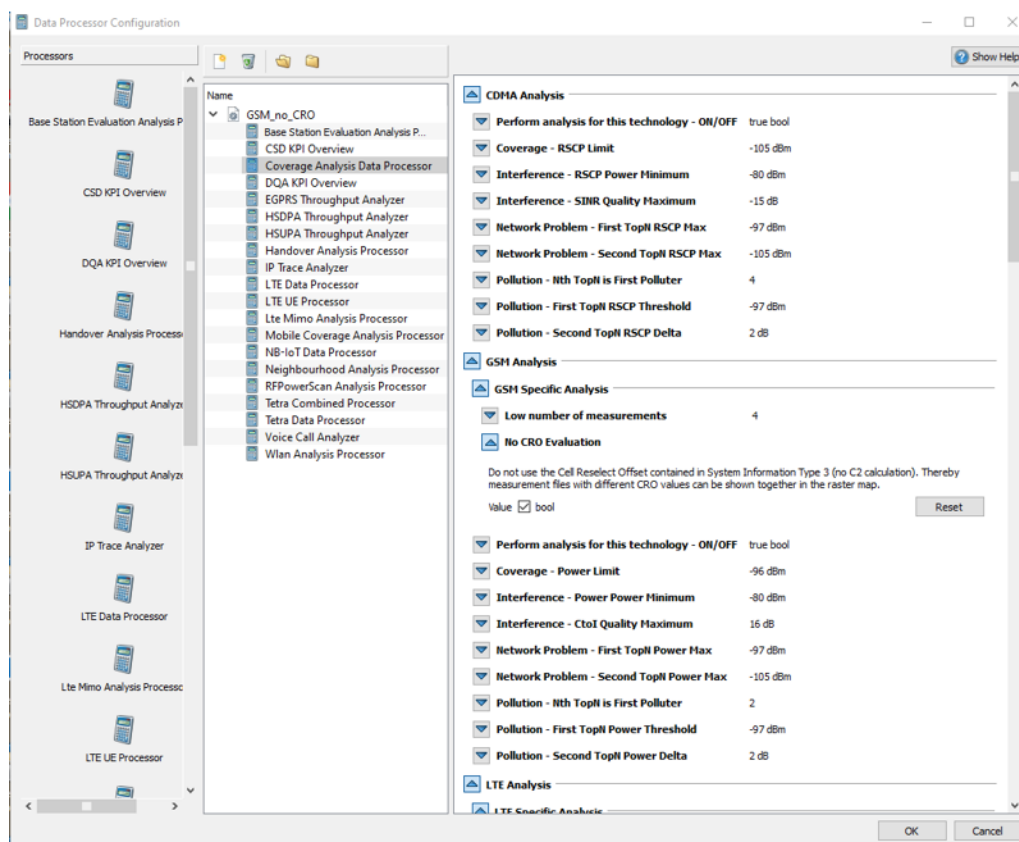 Data Processor Configuration
Processors
Show Help
Base Station Evaluation Analysis P
CSD KPI Overview
DQA KPI Overview
Handover Analysis Process
HSDPA Throughput Analyze
HSUPA Throughput Analyze
IP Trace Analyzer
LTE Data Processor
Lte Mimo Analysis Processo
LTE UE Processor
Name
GSM_no_CRO
Base Station Evaluation Analysis P...
CSD KPI Overview
Coverage Analysis Data Processor
DQA KPI Overview
EGPRS Throughput Analyzer
HSDPA Throughput Analyzer
HSUPA Throughput Analyzer
Handover Analysis Processor
IP Trace Analyzer
LTE Data Processor
LTE UE Processor
Lte Mimo Analysis Processor
Mobile Coverage Analysis Processor
NB-IoT Data Processor
Neighbourhood Analysis Processor
RFPowerScan Analysis Processor
Tetra Combined Processor
Tetra Data Processor
Voice Call Analyzer
Wlan Analysis Processor
CDMA Analysis
Perform analysis for this technology - ON/OFF true bool
Coverage - RSCP Limit -105 dBm
Interference - RSCP Power Minimum -80 dBm
Interference - SINR Quality Maximum -15 dB
Network Problem - First TopN RSCP Max -97 dBm
Network Problem - Second TopN RSCP Max -105 dBm
Pollution - Nth TopN is First Polluter 4
Pollution - First TopN RSCP Threshold -97 dBm
Pollution - Second TopN RSCP Delta 2 dB
GSM Analysis
GSM Specific Analysis
Low number of measurements 4
No CRO Evaluation
Do not use the Cell Reselect Offset contained in System Information Type 3 (no C2 calculation). Thereby
measurement files with different CRO values can be shown together in the raster map.
Value bool Reset
Perform analysis for this technology - ON/OFF true bool
Coverage - Power Limit -96 dBm
Interference - Power Power Minimum -80 dBm
Interference - CtoI Quality Maximum 16 dB
Network Problem - First TopN Power Max -97 dBm
Network Problem - Second TopN Power Max -105 dBm
Pollution - Nth TopN is First Polluter 2
Pollution - First TopN Power Threshold -97 dBm
Pollution - Second TopN Power Delta 2 dB
LTE Analysis
LTE Specific Analysis
OK Cancel